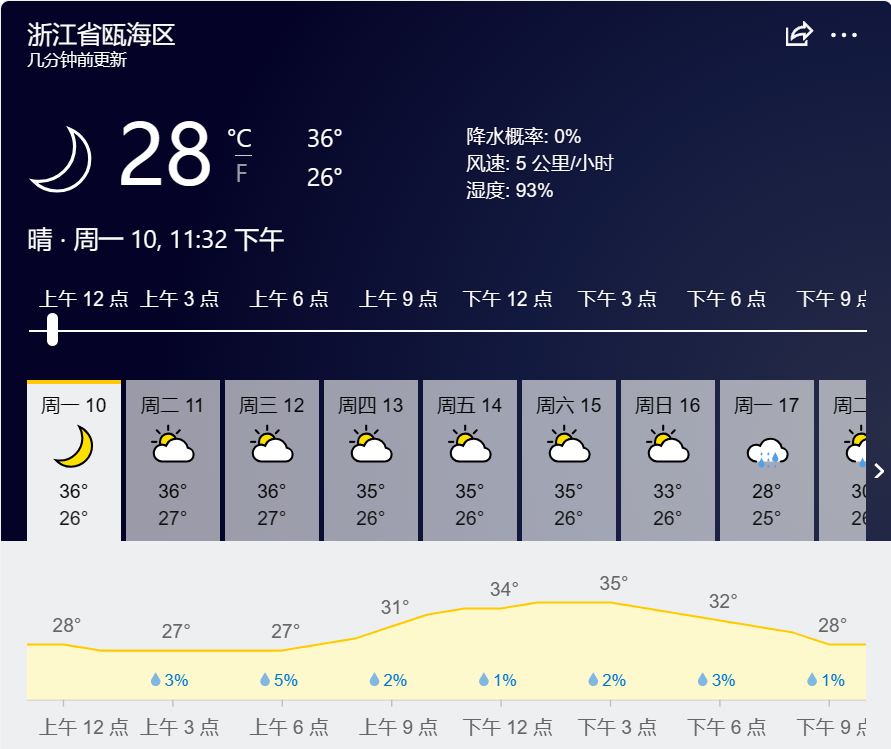 浙江省瓯海区
几分钟前更新
28 °C F
36°
26°
降水概率: 0%
风速: 5 公里/小时
湿度: 93%
晴 · 周一 10, 11:32 下午
上午 12 点 上午 3 点 上午 6 点 上午 9 点 下午 12 点 下午 3 点 下午 6 点 下午 9 点
周一 10 周二 11 周三 12 周四 13 周五 14 周六 15 周日 16 周一 17 周二
36° 36° 36° 35° 35° 35° 33° 28°
26° 27° 27° 26° 26° 26° 26° 25°
28° 27° 27° 31° 34° 35° 32° 28°
3% 5% 2% 1% 2% 3% 1%
上午 12 点 上午 3 点 上午 6 点 上午 9 点 下午 12 点 下午 3 点 下午 6 点 下午 9 点